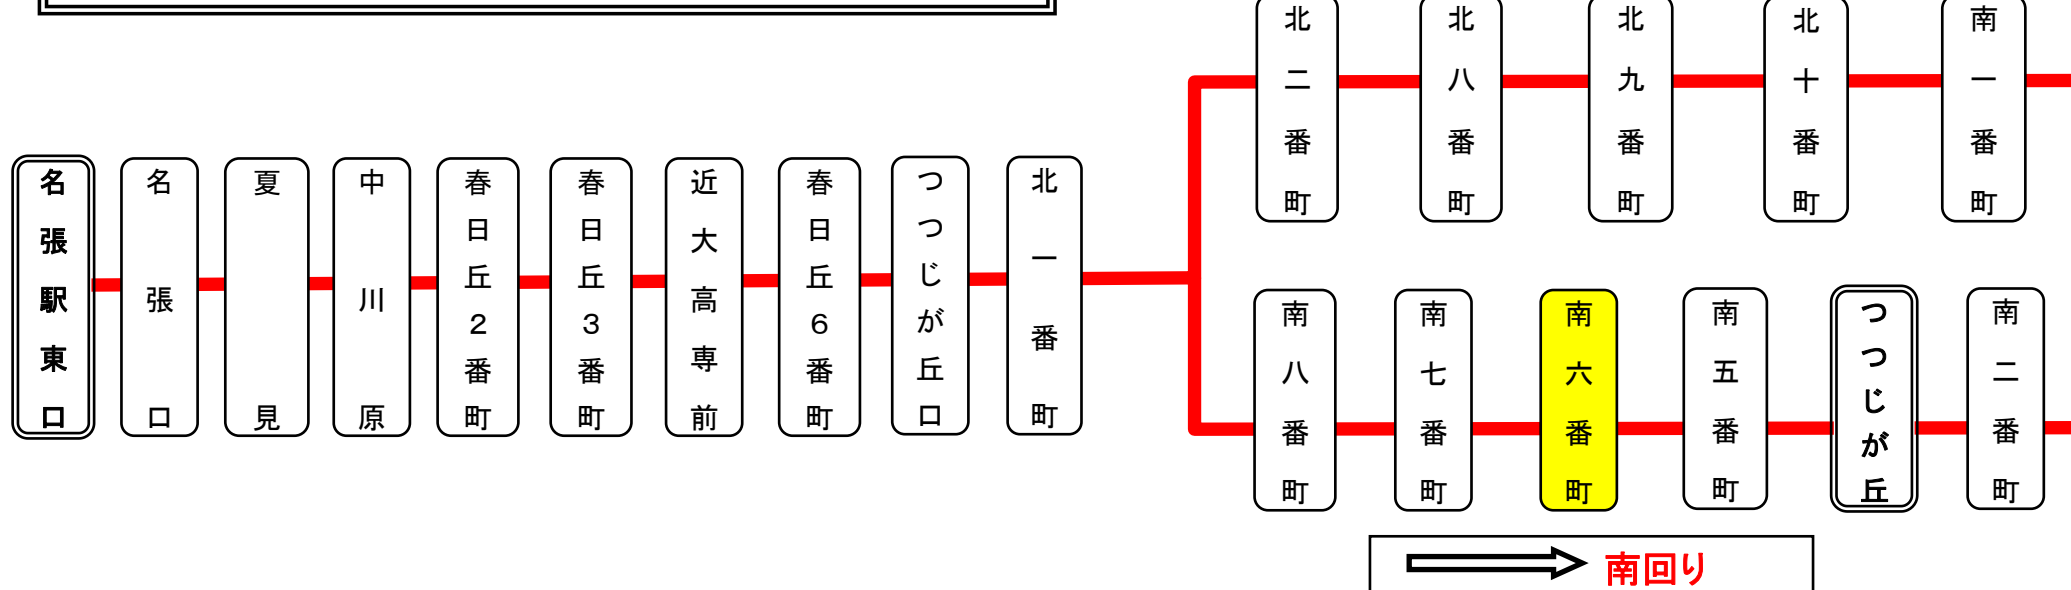 名張駅東口
名張口
夏見
中川原
春日丘2番町
春日丘3番町
近大高専前
春日丘6番町
つつじが丘口
北一番町
北二番町
北八番町
北九番町
北十番町
南一番町
南八番町
南七番町
南六番町
南五番町
つつじが丘
南二番町
南回り